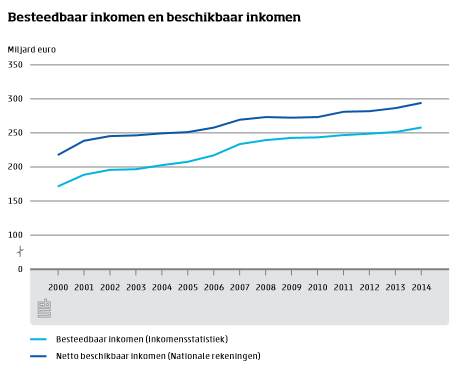 Besteedbaar inkomen en beschikbaar inkomen
Miljard euro
350
300
250
200
150
100
0
2000 2001 2002 2003 2004 2005 2006 2007 2008 2009 2010 2011 2012 2013 2014
Besteedbaar inkomen (Inkomensstatistiek)
Netto beschikbaar inkomen (Nationale rekeningen)